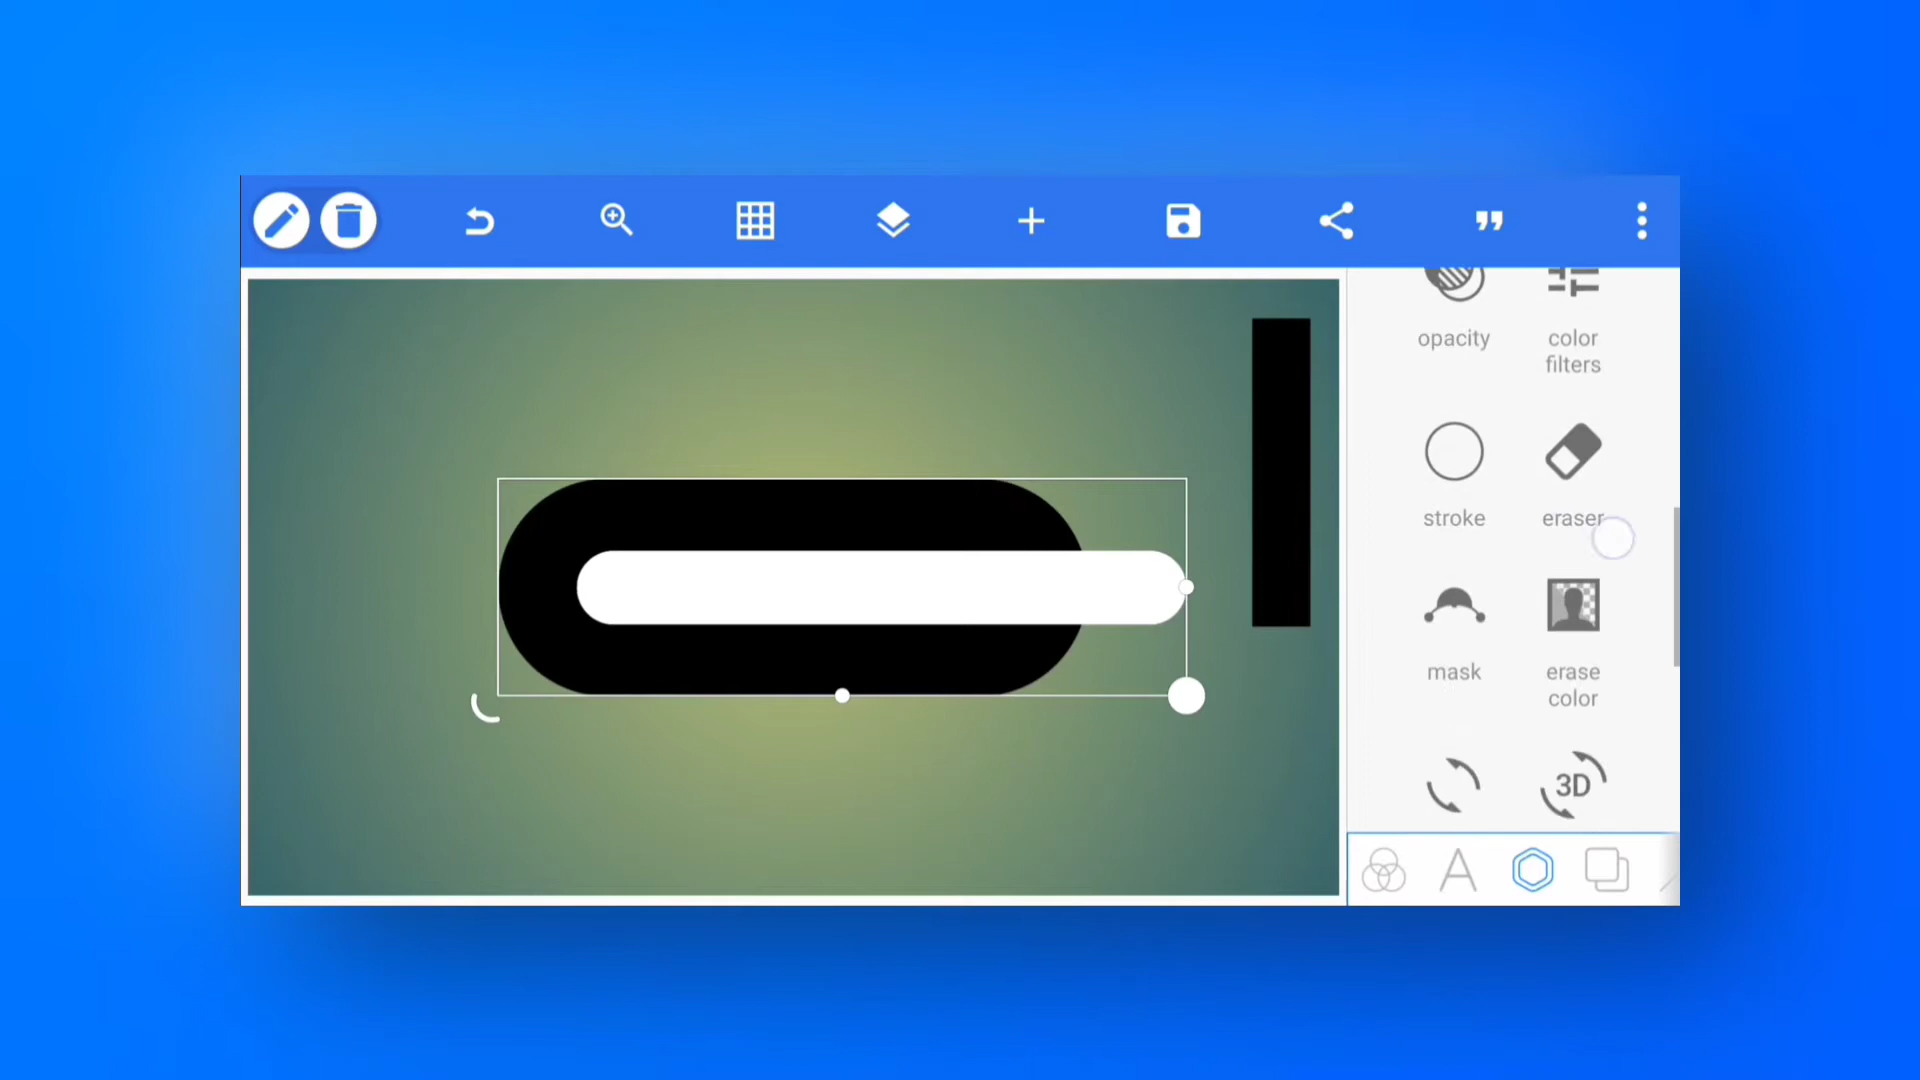 opacity
color
filters
stroke
eraser
mask
erase
color
3D